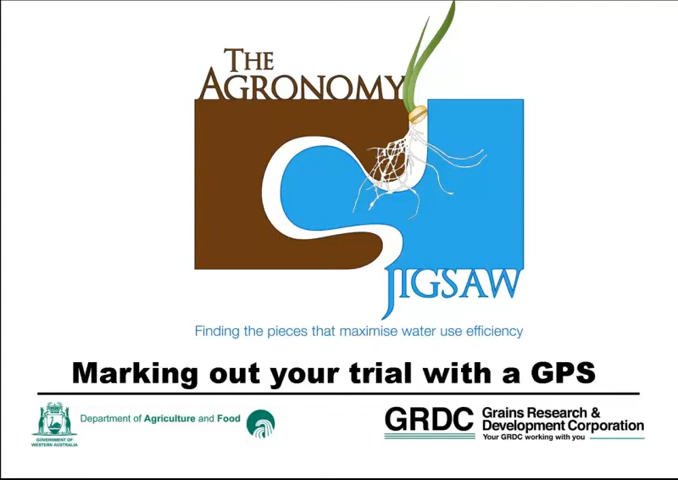 THE
AGRONOMY
JIGSAW
Finding the pieces that maximise water use efficiency
Marking out your trial with a GPS
GOVERNMENT OF
WESTERN AUSTRALIA
Department of Agriculture and Food
GRDC
Grains Research &
Development Corporation
Your GRDC working with you